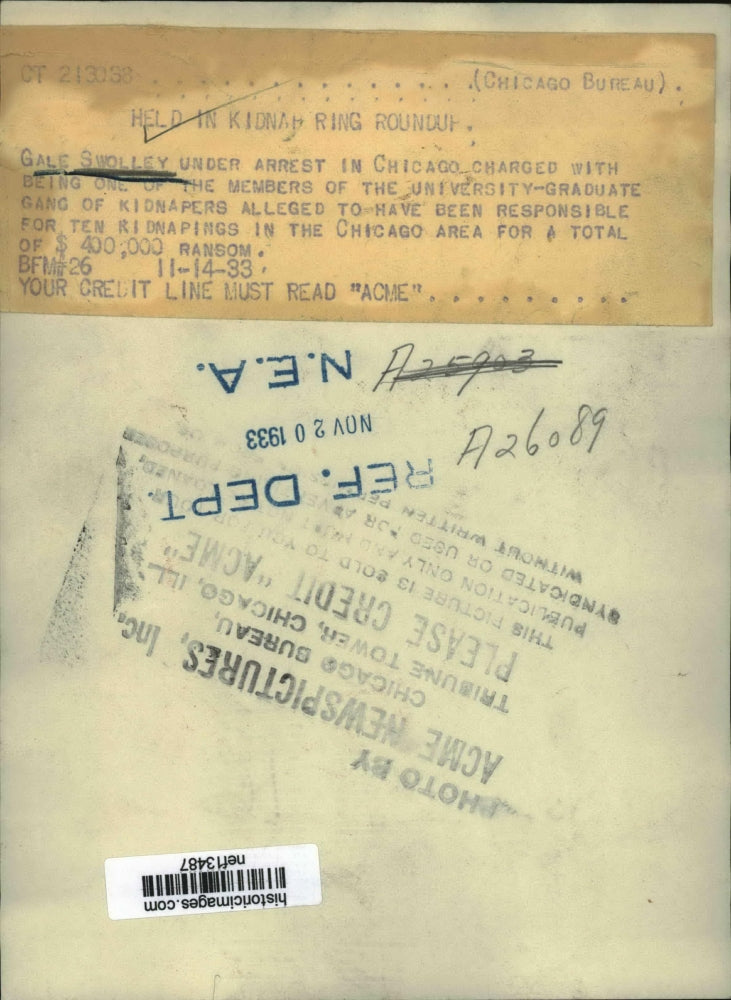 CT 213038 . . . . . . . . . . . . . . . (CHICAGO BUREAU) .
HELD IN KIDNAP RING ROUNDUP.
GALE SWOLLEY UNDER ARREST IN CHICAGO CHARGED WITH
BEING ONE OF THE MEMBERS OF THE UNIVERSITY-GRADUATE
GANG OF KIDNAPERS ALLEGED TO HAVE BEEN RESPONSIBLE
FOR TEN KIDNAPINGS IN THE CHICAGO AREA FOR A TOTAL
OF $ 400,000 RANSOM.
BFM#26 11-14-33.
YOUR CREDIT LINE MUST READ "ACME". . . . . . . . . .
A25903
N.E.A.
A26089
NOV 20 1933
REF. DEPT.
PHOTO BY
ACME NEWSPICTURES, Inc.,
CHICAGO BUREAU,
TRIBUNE TOWER, CHICAGO, ILL.
PLEASE CREDIT "ACME"
THIS PICTURE IS SOLD TO YOU FOR
PUBLICATION ONLY AND MUST NOT
SYNDICATED OR USED FOR
WITHOUT WRITTEN
historicimages.com
nef13487